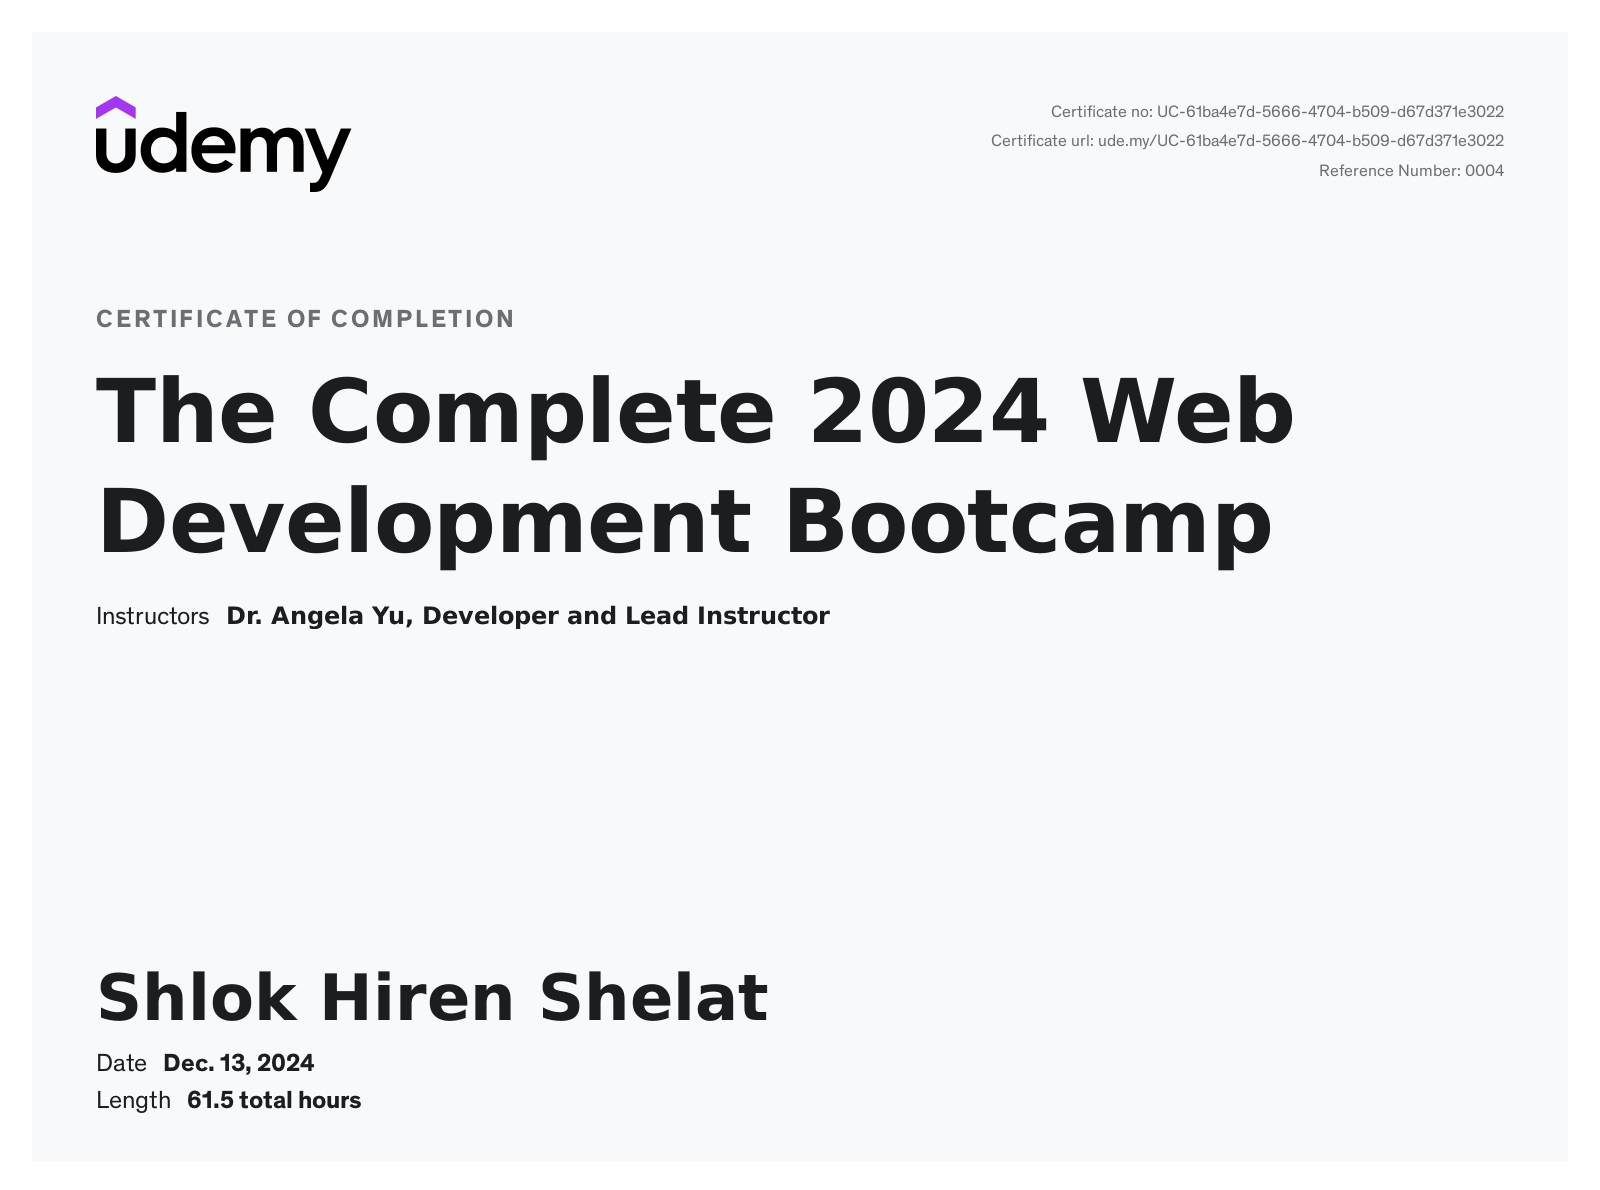 udemy
Certificate no: UC-61ba4e7d-5666-4704-b509-d67d371e3022
Certificate url: ude.my/UC-61ba4e7d-5666-4704-b509-d67d371e3022
Reference Number: 0004
CERTIFICATE OF COMPLETION
The Complete 2024 Web
Development Bootcamp
Instructors Dr. Angela Yu, Developer and Lead Instructor
Shlok Hiren Shelat
Date Dec. 13, 2024
Length 61.5 total hours